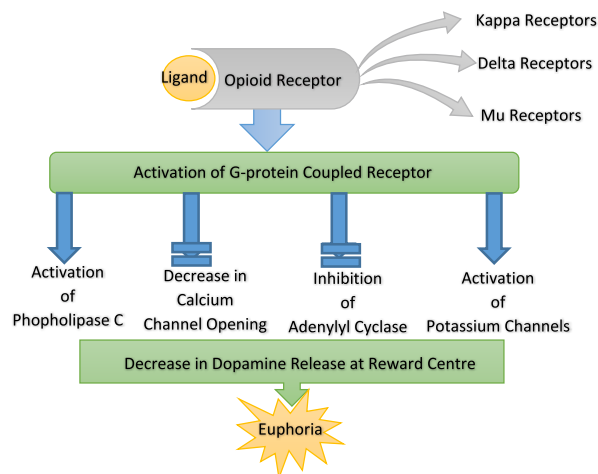 Kappa Receptors
Ligand
Opioid Receptor
Delta Receptors
Mu Receptors
Activation of G-protein Coupled Receptor
Activation
of
Phopholipase C
Decrease in
Calcium
Channel Opening
Inhibition
of
Adenylyl Cyclase
Activation
of
Potassium Channels
Decrease in Dopamine Release at Reward Centre
Euphoria